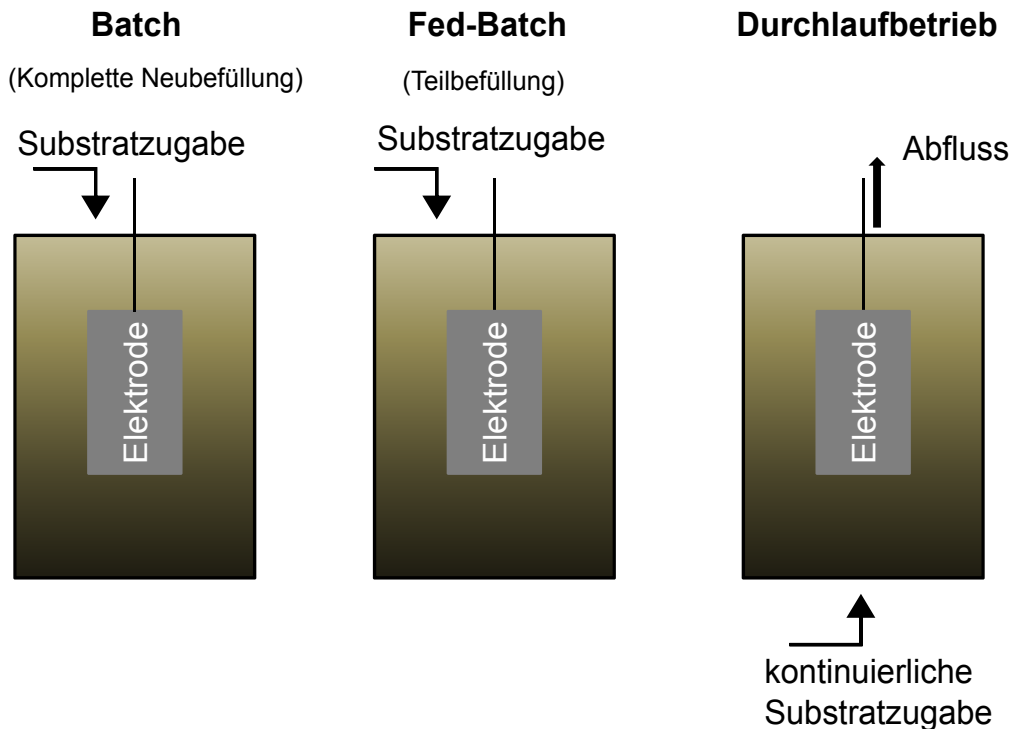 Batch
(Komplette Neubefüllung)
Substratzugabe
Elektrode
Fed-Batch
(Teilbefüllung)
Substratzugabe
Elektrode
Durchlaufbetrieb
Abfluss
Elektrode
kontinuierliche
Substratzugabe